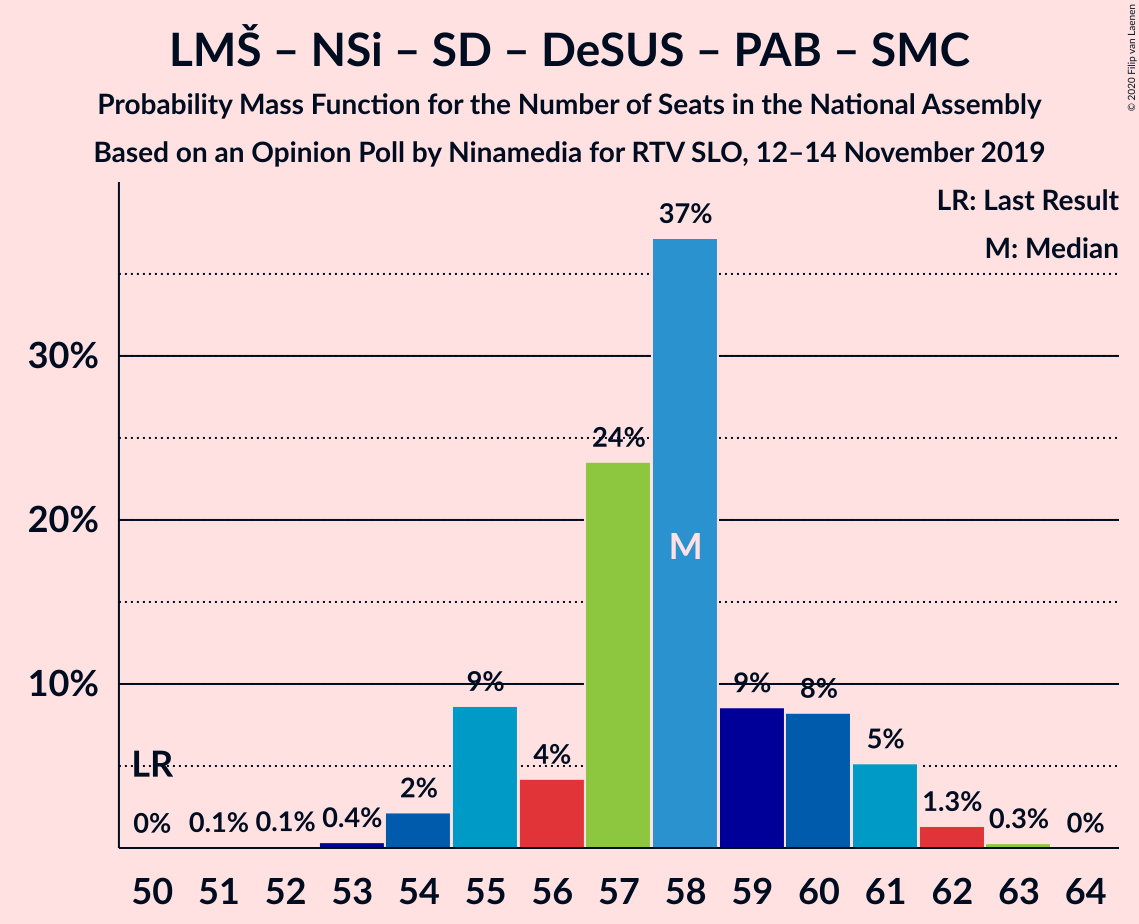 LMŠ – NSi – SD – DeSUS – PAB – SMC
Probability Mass Function for the Number of Seats in the National Assembly
Based on an Opinion Poll by Ninamedia for RTV SLO, 12–14 November 2019
© 2020 Filip van Laenen
LR: Last Result
M: Median
37%
30%
24%
20%
M
10%
9%
9%
8%
LR
5%
4%
2%
1.3%
0% 0.1% 0.1% 0.4% 0.3% 0%
50 51 52 53 54 55 56 57 58 59 60 61 62 63 64